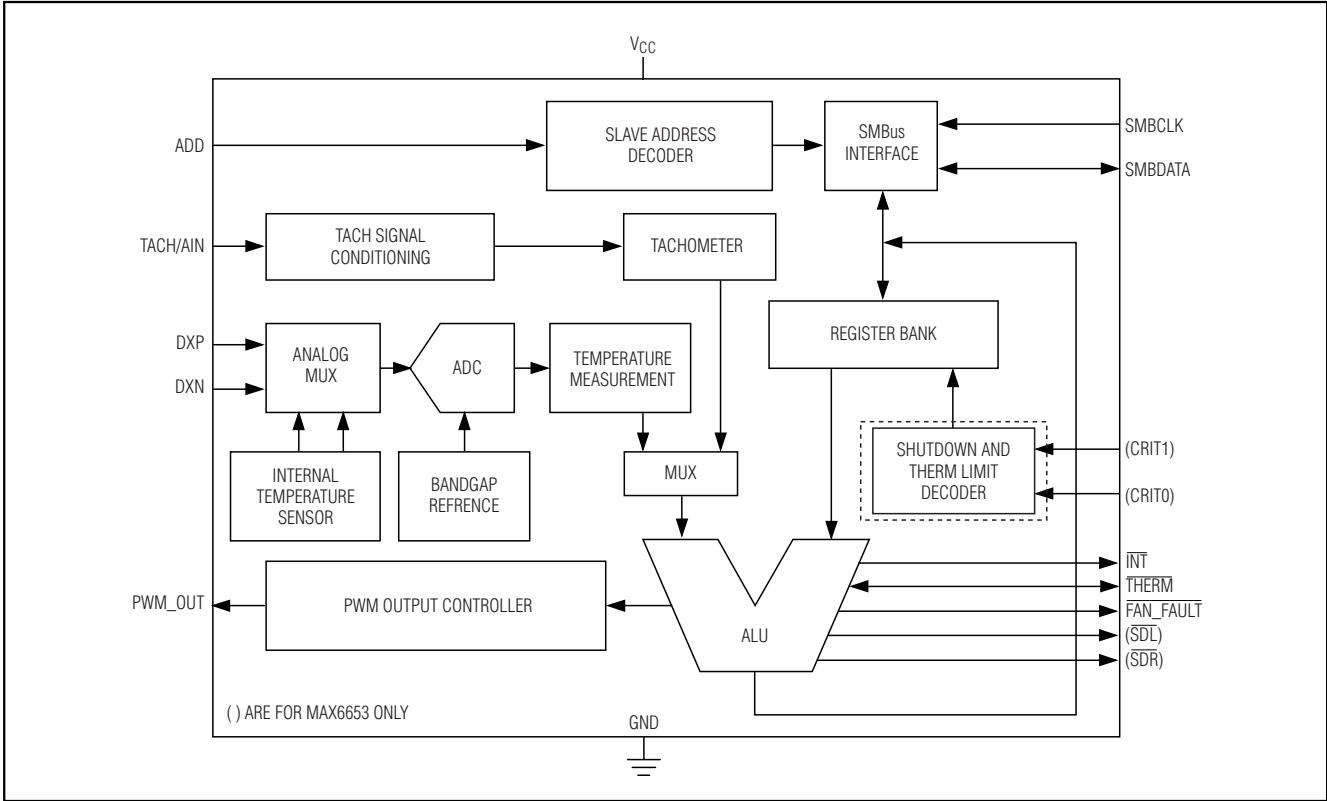 VCC
ADD
SLAVE ADDRESS
DECODER
SMBus
INTERFACE
SMBCLK
SMBDATA
TACH/AIN
TACH SIGNAL
CONDITIONING
TACHOMETER
DXP
DXN
ANALOG
MUX
ADC
TEMPERATURE
MEASUREMENT
REGISTER BANK
INTERNAL
TEMPERATURE
SENSOR
BANDGAP
REFRENCE
MUX
SHUTDOWN AND
THERM LIMIT
DECODER
(CRIT1)
(CRIT0)
PWM_OUT
PWM OUTPUT CONTROLLER
ALU
INT
THERM
FAN_FAULT
(SDL)
(SDR)
( ) ARE FOR MAX6653 ONLY
GND